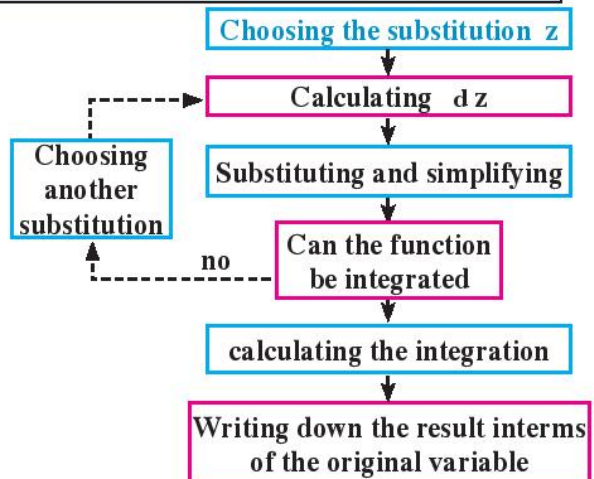 Choosing the substitution z
Calculating dz
Choosing
another
substitution
Substituting and simplifying
Can the function
be integrated
no
calculating the integration
Writing down the result interms
of the original variable